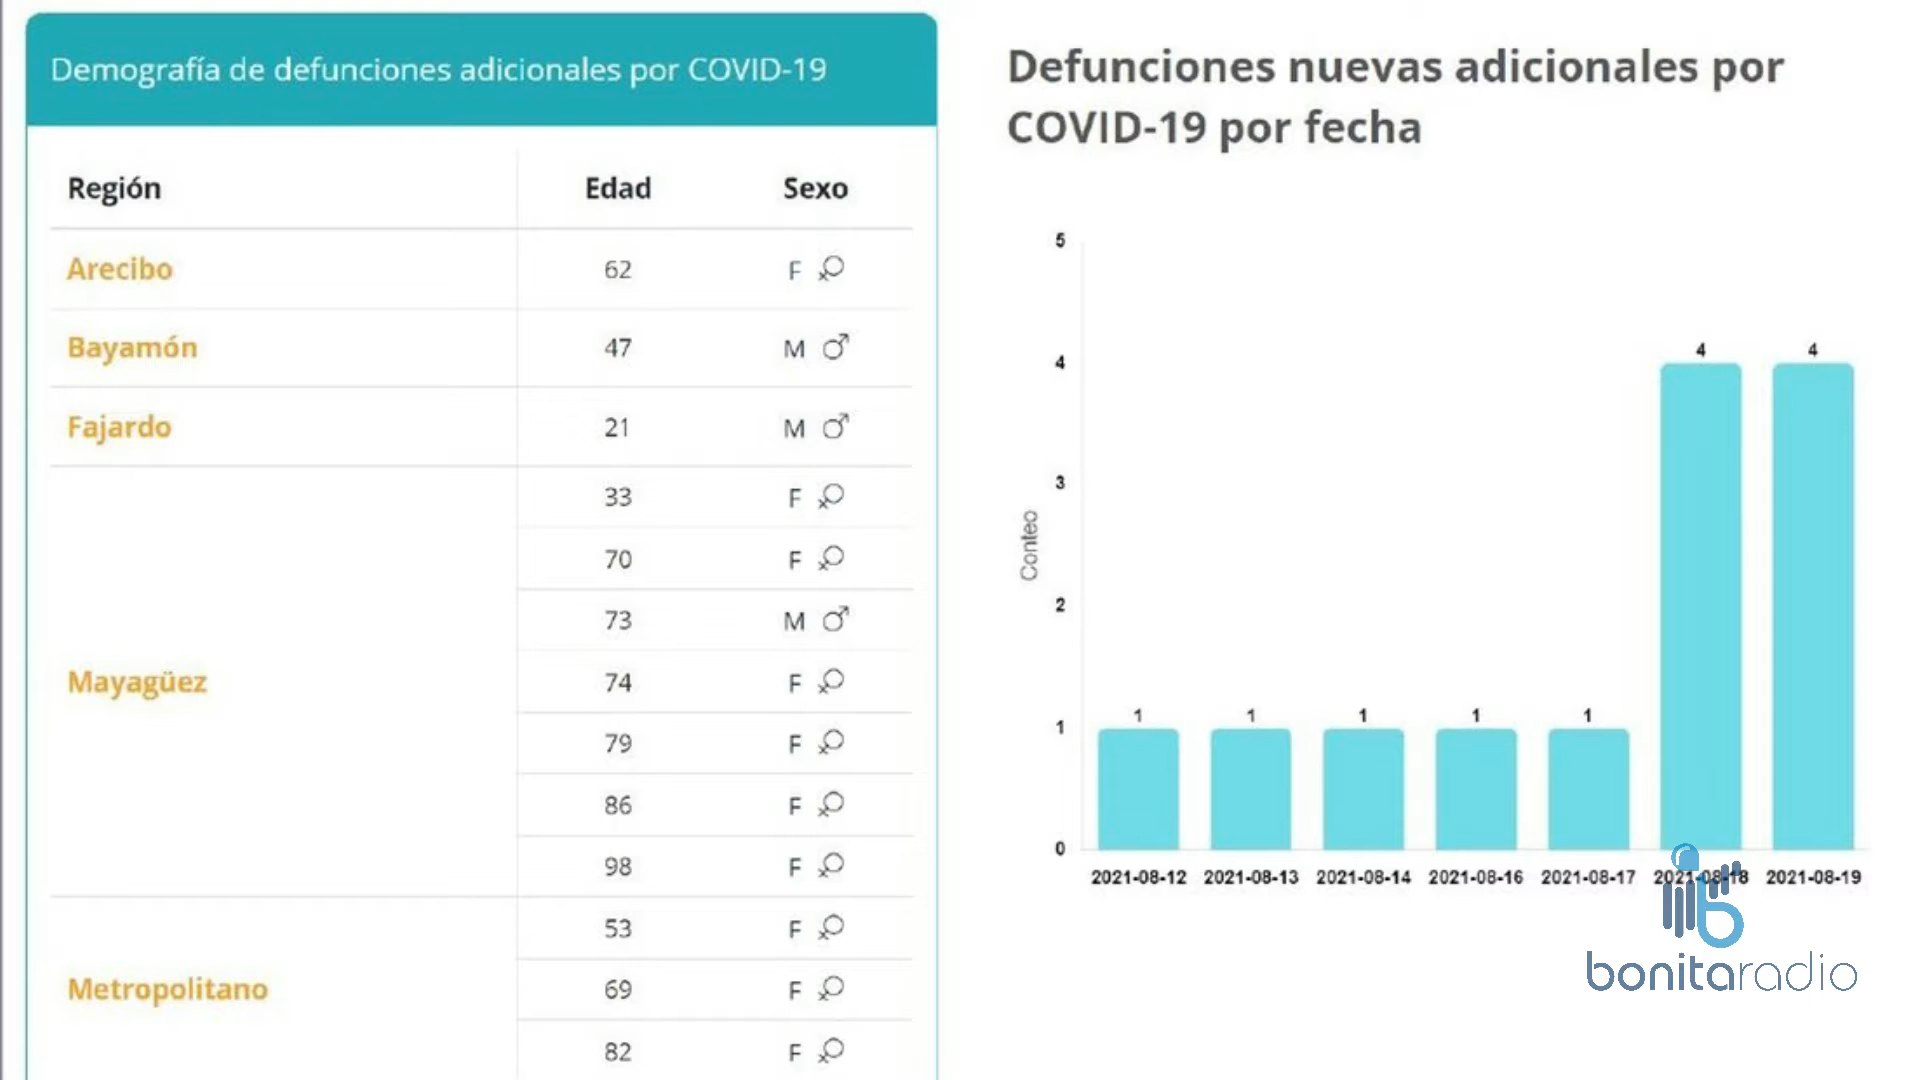 Demografía de defunciones adicionales por COVID-19
Región Edad Sexo
Arecibo 62 F
Bayamón 47 M
Fajardo 21 M
Mayagüez
33 F
70 F
73 M
74 F
79 F
86 F
98 F
Metropolitano
53 F
69 F
82 F
Defunciones nuevas adicionales por
COVID-19 por fecha
Conteo
5
4
3
2
1
0
1 1 1 1 1 4 4
2021-08-12 2021-08-13 2021-08-14 2021-08-16 2021-08-17 2021-08-18 2021-08-19
bonitaradio